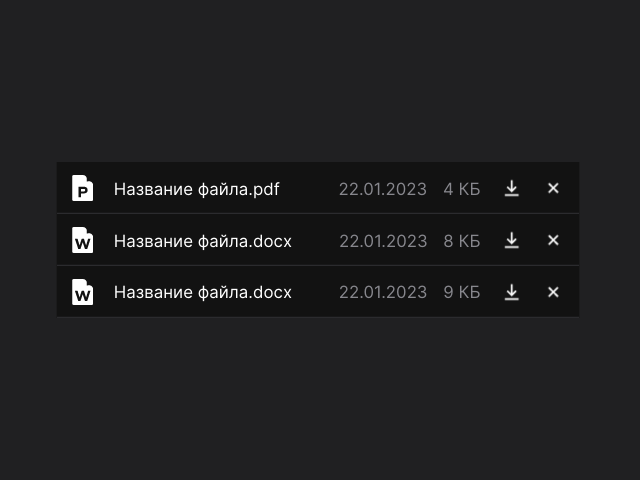 P Название файла.pdf 22.01.2023 4 КБ
W Название файла.docx 22.01.2023 8 КБ
W Название файла.docx 22.01.2023 9 КБ